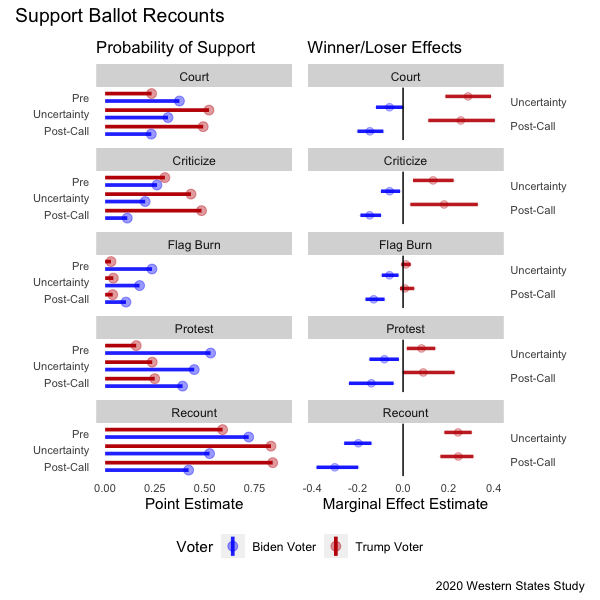 Support Ballot Recounts
Probability of Support
Winner/Loser Effects
Court
Pre
Uncertainty
Post-Call
Criticize
Pre
Uncertainty
Post-Call
Flag Burn
Pre
Uncertainty
Post-Call
Protest
Pre
Uncertainty
Post-Call
Recount
Pre
Uncertainty
Post-Call
0.00 0.25 0.50 0.75
Point Estimate
Court
Uncertainty
Post-Call
Criticize
Uncertainty
Post-Call
Flag Burn
Uncertainty
Post-Call
Protest
Uncertainty
Post-Call
Recount
Uncertainty
Post-Call
-0.4 -0.2 0.0 0.2 0.4
Marginal Effect Estimate
Voter Biden Voter Trump Voter
2020 Western States Study